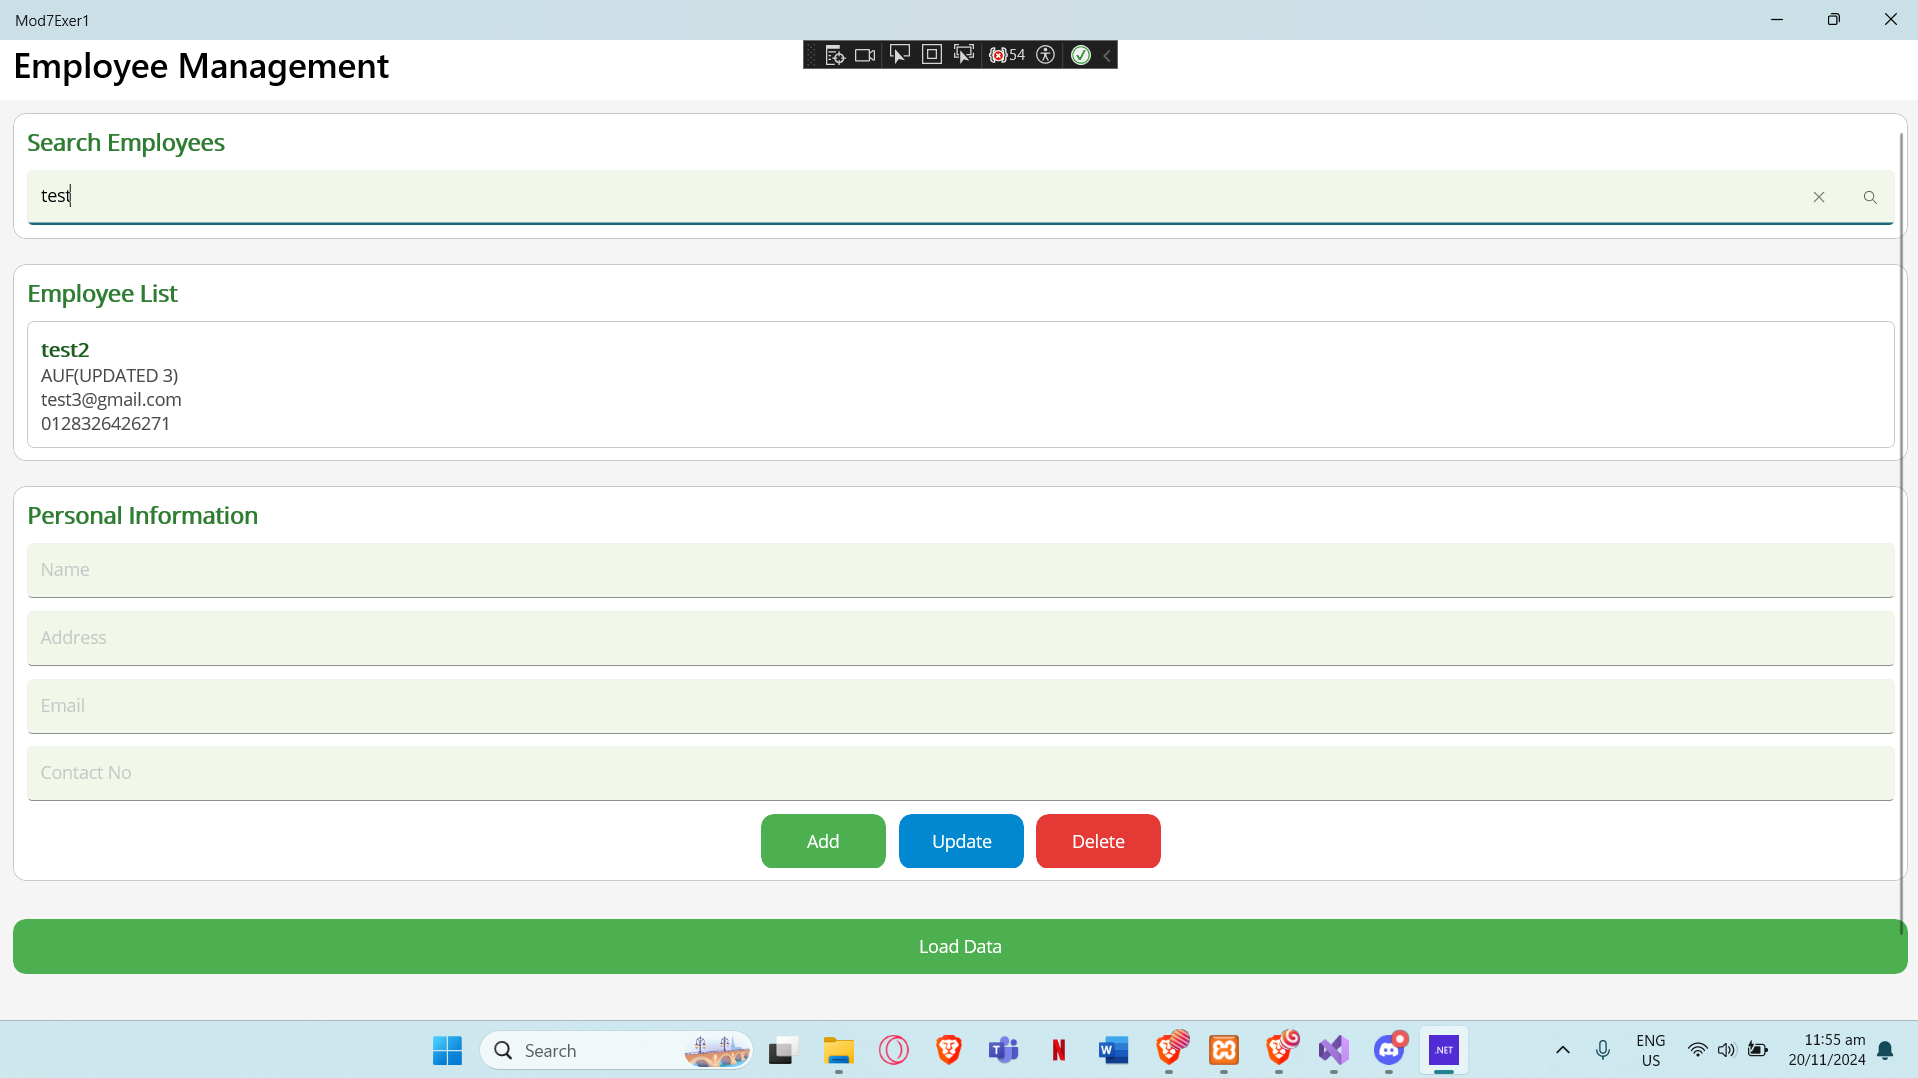 Mod7Exer1
Employee Management
54
Search Employees
test
Employee List
test2
AUF(UPDATED 3)
test3@gmail.com
0128326426271
Personal Information
Name
Address
Email
Contact No
Add
Update
Delete
Load Data
Search
N
W
.NET
ENG
US
11:55 am
20/11/2024